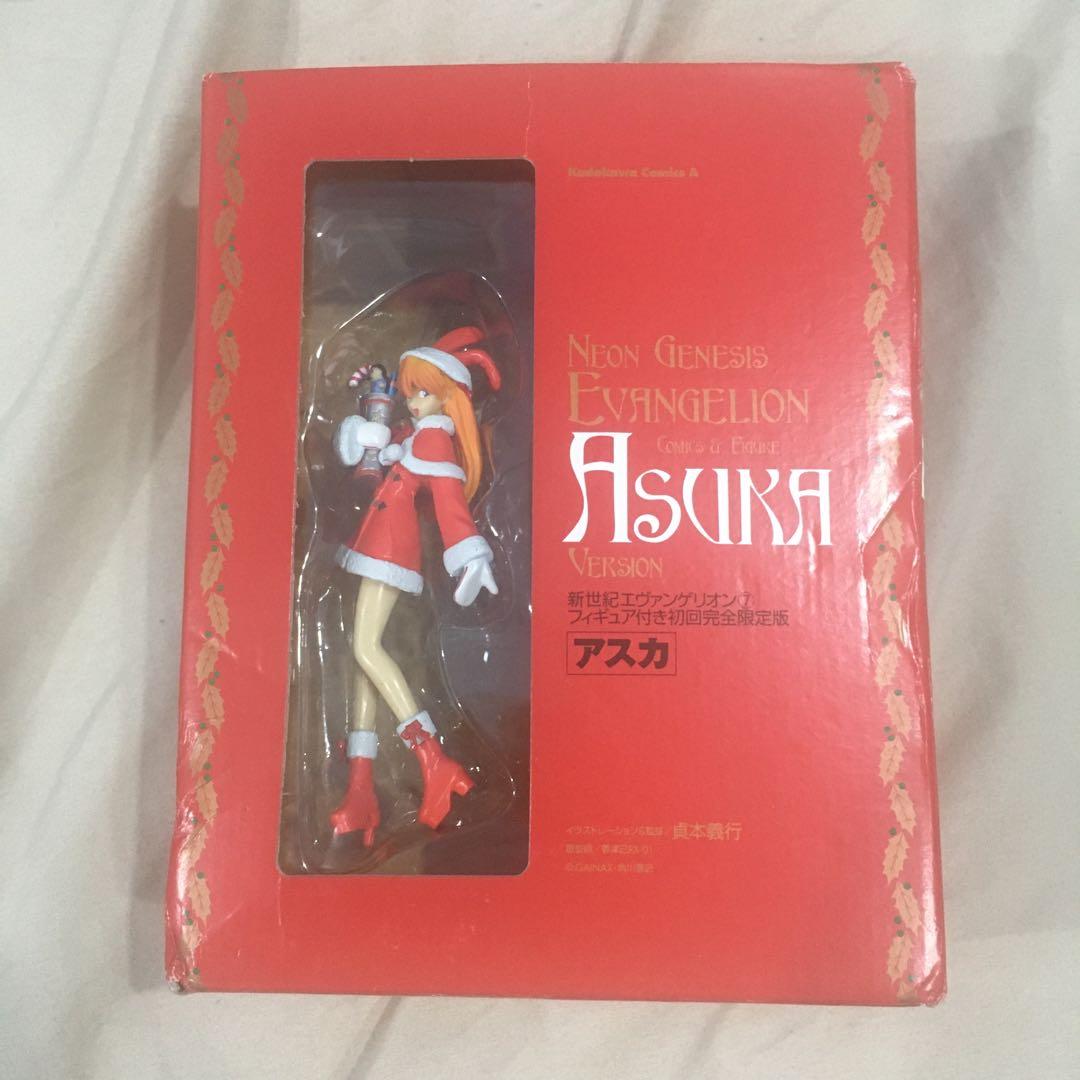 Kadokawa Comics A
NEON GENESIS
EVANGELION
COMICS & FIGURE
ASUKA
VERSION
新世紀エヴァンゲリオン⑦
フィギュア付き初回完全限定版
アスカ
イラストレーション&監修/貞本義行
©GAINAX・角川書店